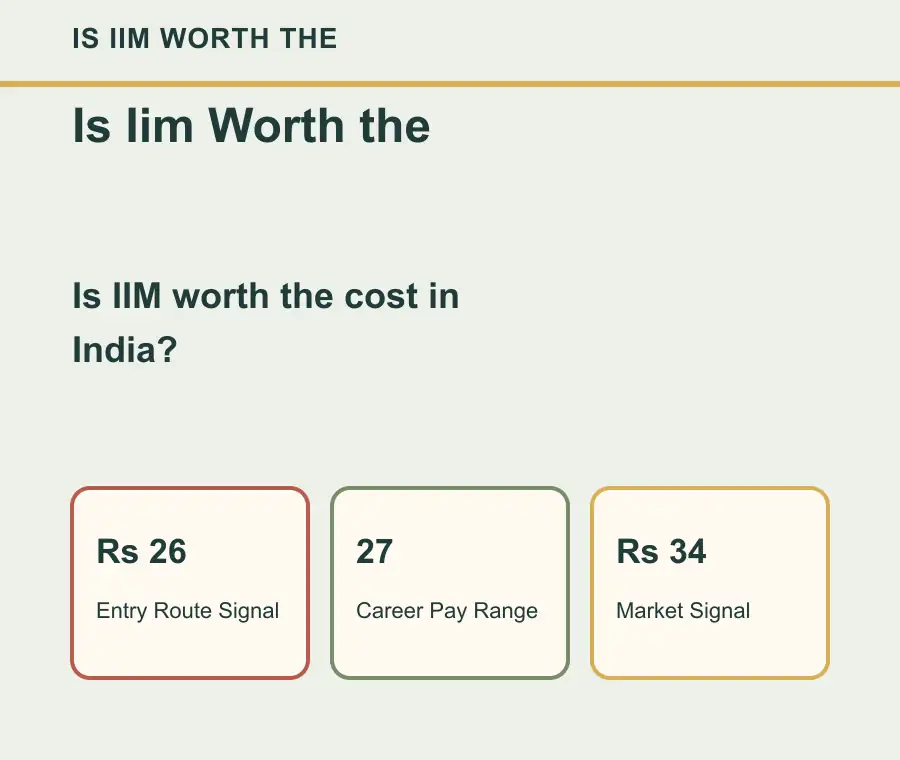 IS IIM WORTH THE
Is Iim Worth the
Is IIM worth the cost in
India?
Rs 26
Entry Route Signal
27
Career Pay Range
Rs 34
Market Signal